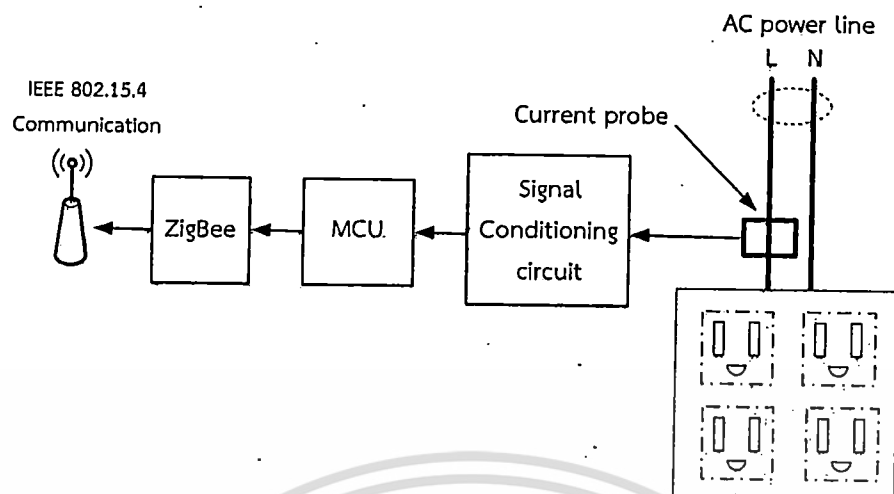 AC power line
L N
IEEE 802.15.4
Communication
Current probe
ZigBee
MCU.
Signal
Conditioning
circuit